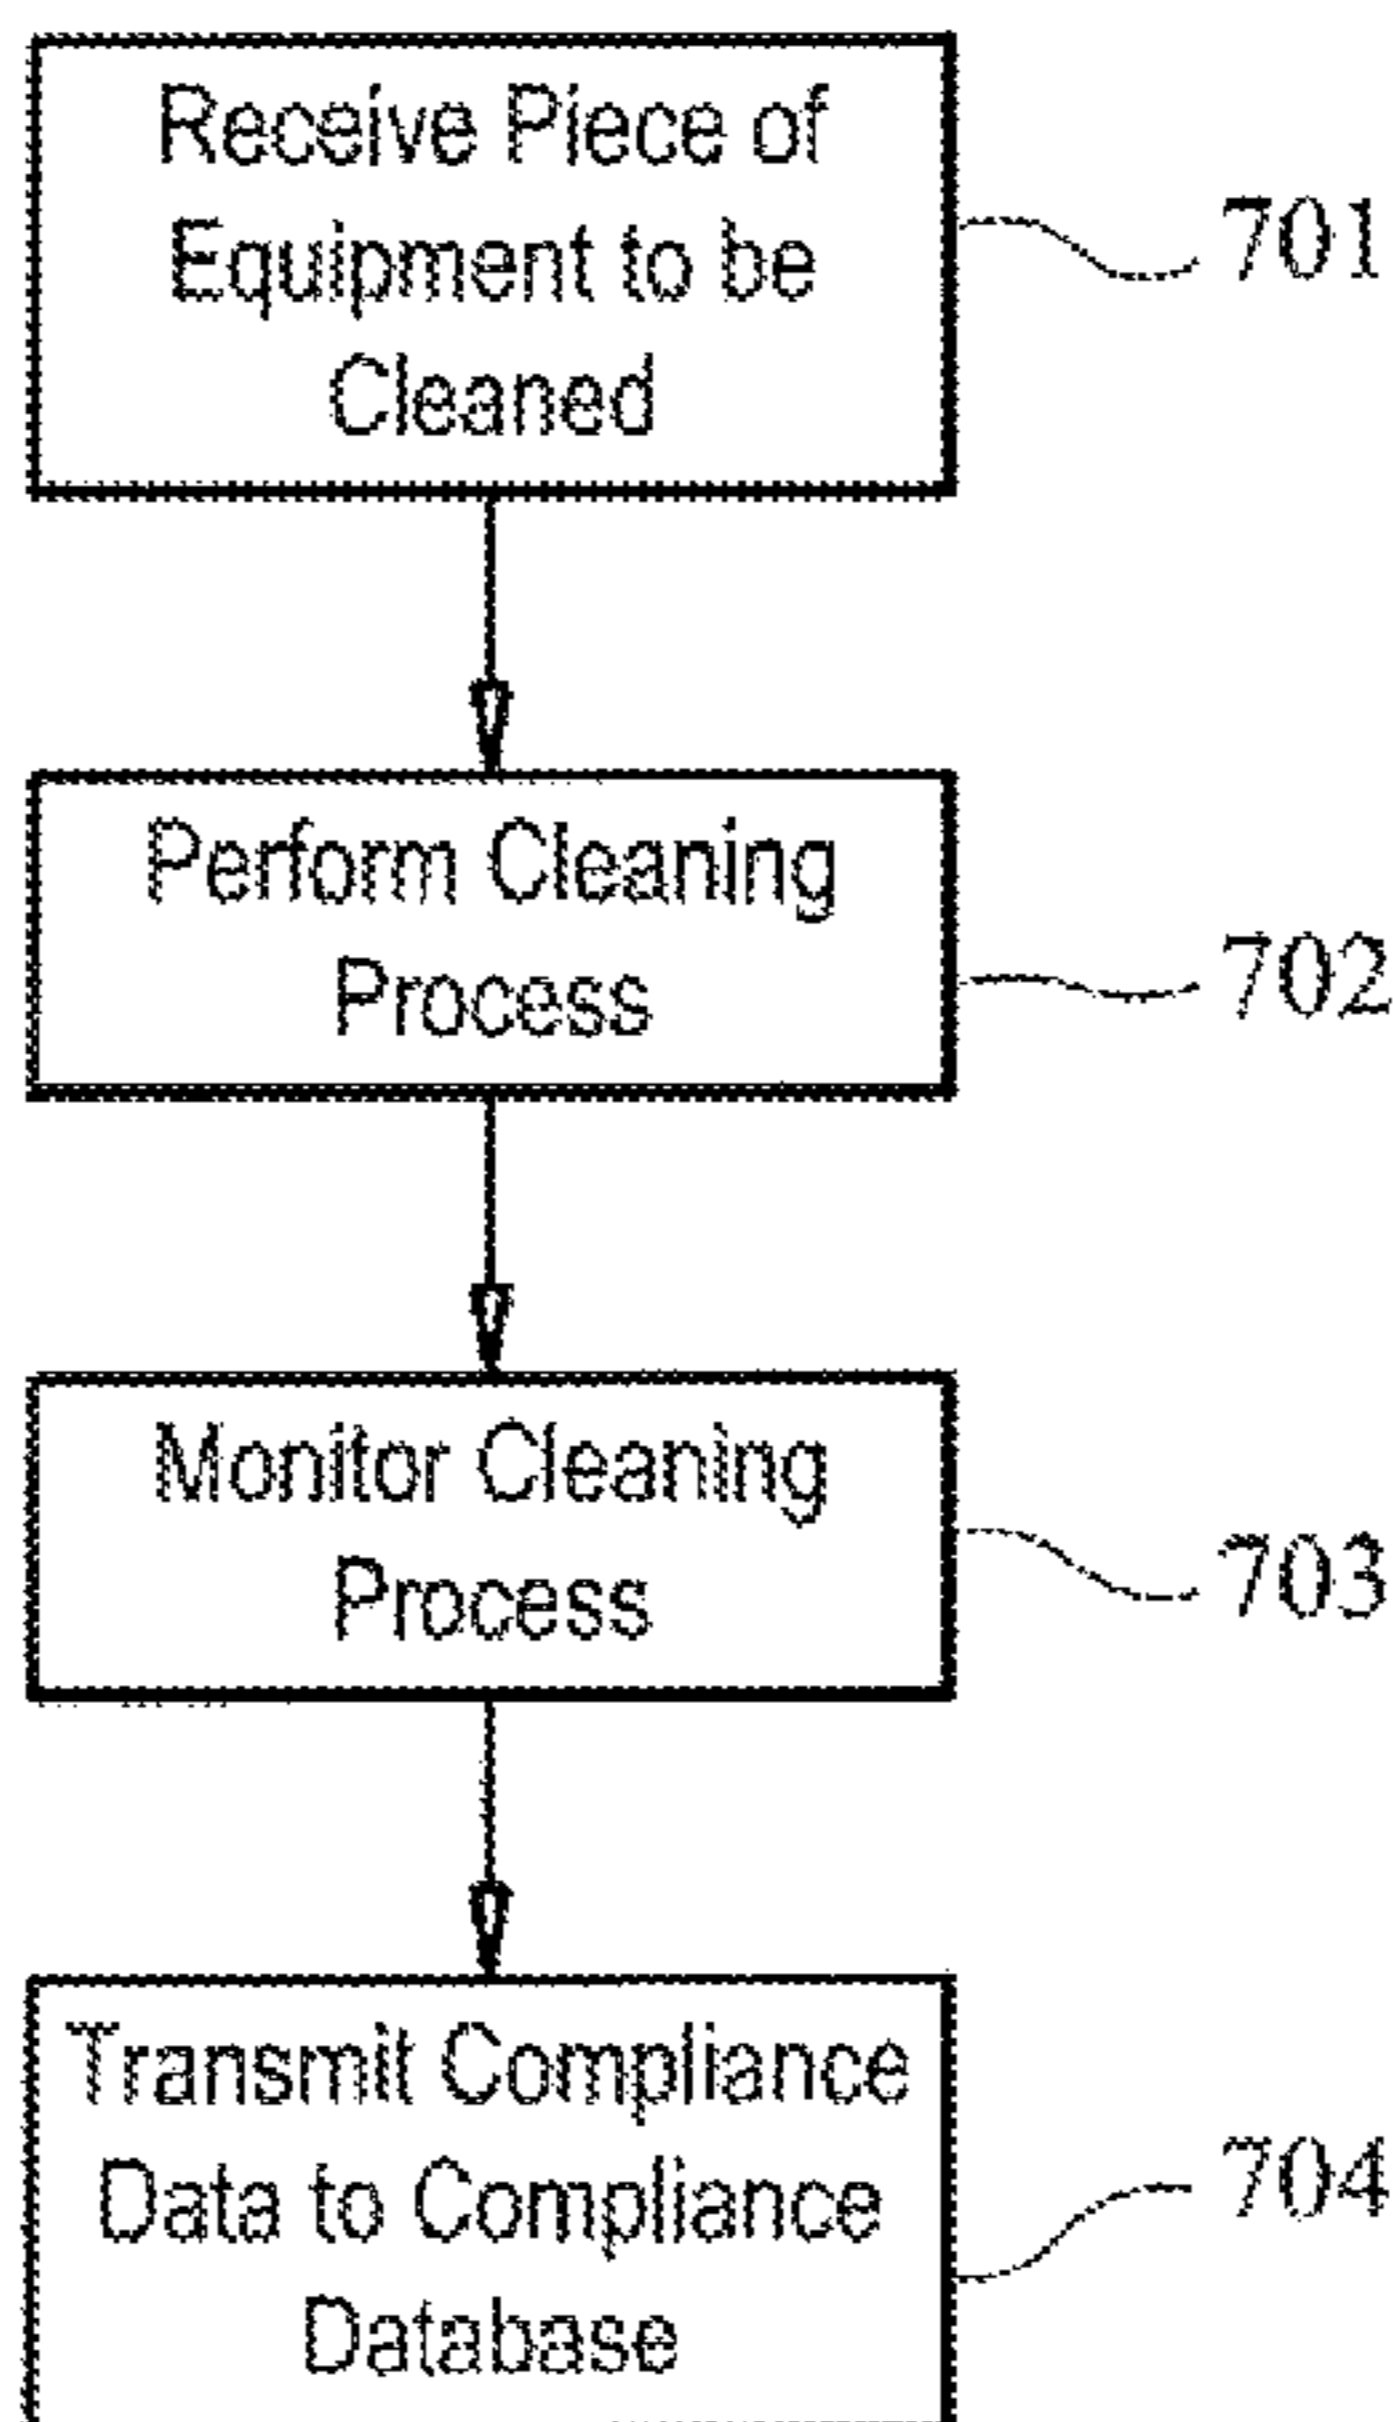 Receive Piece of
Equipment to be
Cleaned
701
Perform Cleaning
Process
702
Monitor Cleaning
Process
703
Transmit Compliance
Data to Compliance
Database
704